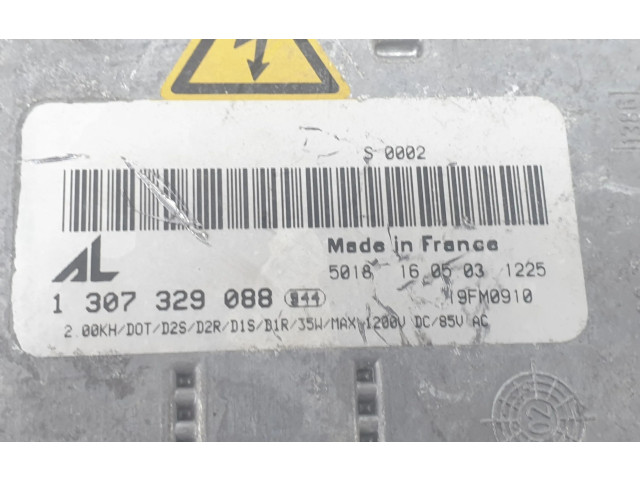 S 0002
AL
Made in France
5018 16 05 03 1225
1 307 329 088 944
2.00KH/DOT/D2S/D2R/D1S/D1R/35W/MAX 1200V DC/85V AC